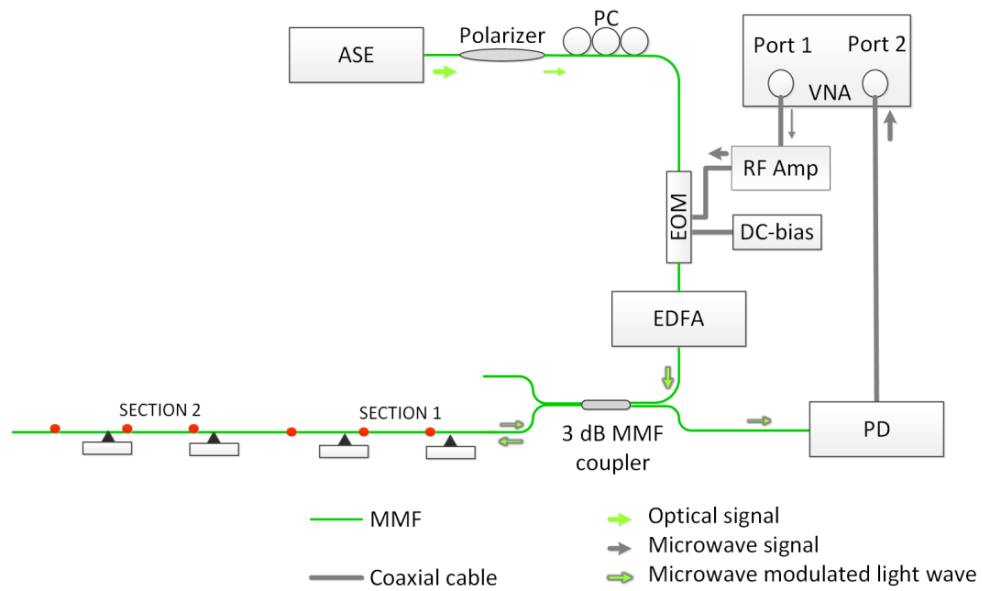 ASE
Polarizer
PC
Port 1
Port 2
VNA
RF Amp
EOM
DC-bias
EDFA
SECTION 2
SECTION 1
3 dB MMF
coupler
PD
MMF
Coaxial cable
Optical signal
Microwave signal
Microwave modulated light wave